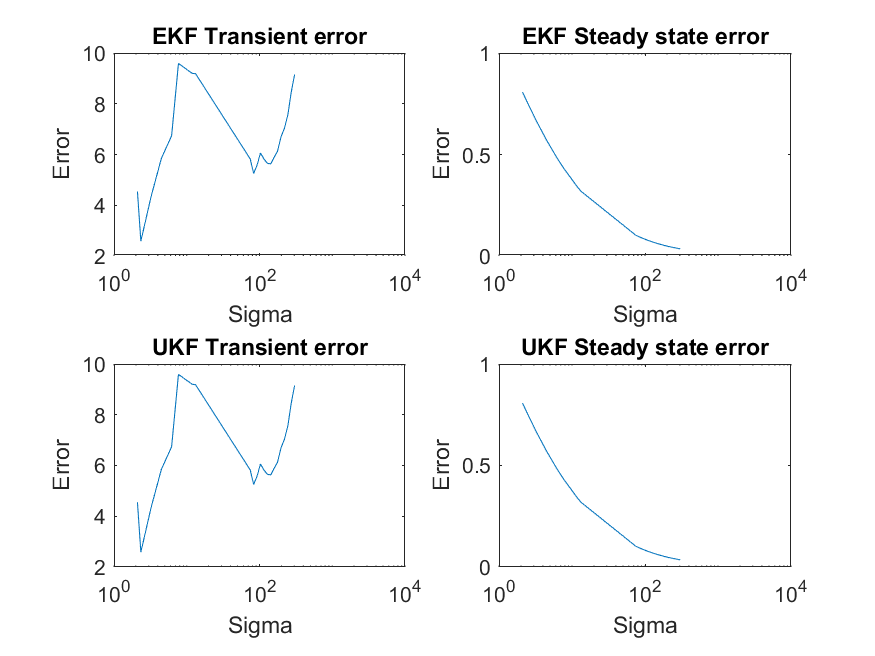 EKF Transient error
10
8
6
4
2
Error
10^0
10^2
10^4
Sigma
EKF Steady state error
1
0.5
0
Error
10^0
10^2
10^4
Sigma
UKF Transient error
10
8
6
4
2
Error
10^0
10^2
10^4
Sigma
UKF Steady state error
1
0.5
0
Error
10^0
10^2
10^4
Sigma